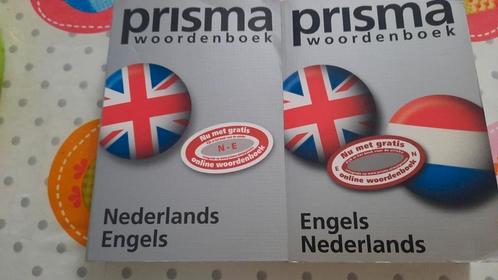 prisma
woordenboek
Nu met gratis
N - E
online woordenboek
Nederlands
Engels
prisma
woordenboek
Nu met gratis
online woordenboek
Engels
Nederlands